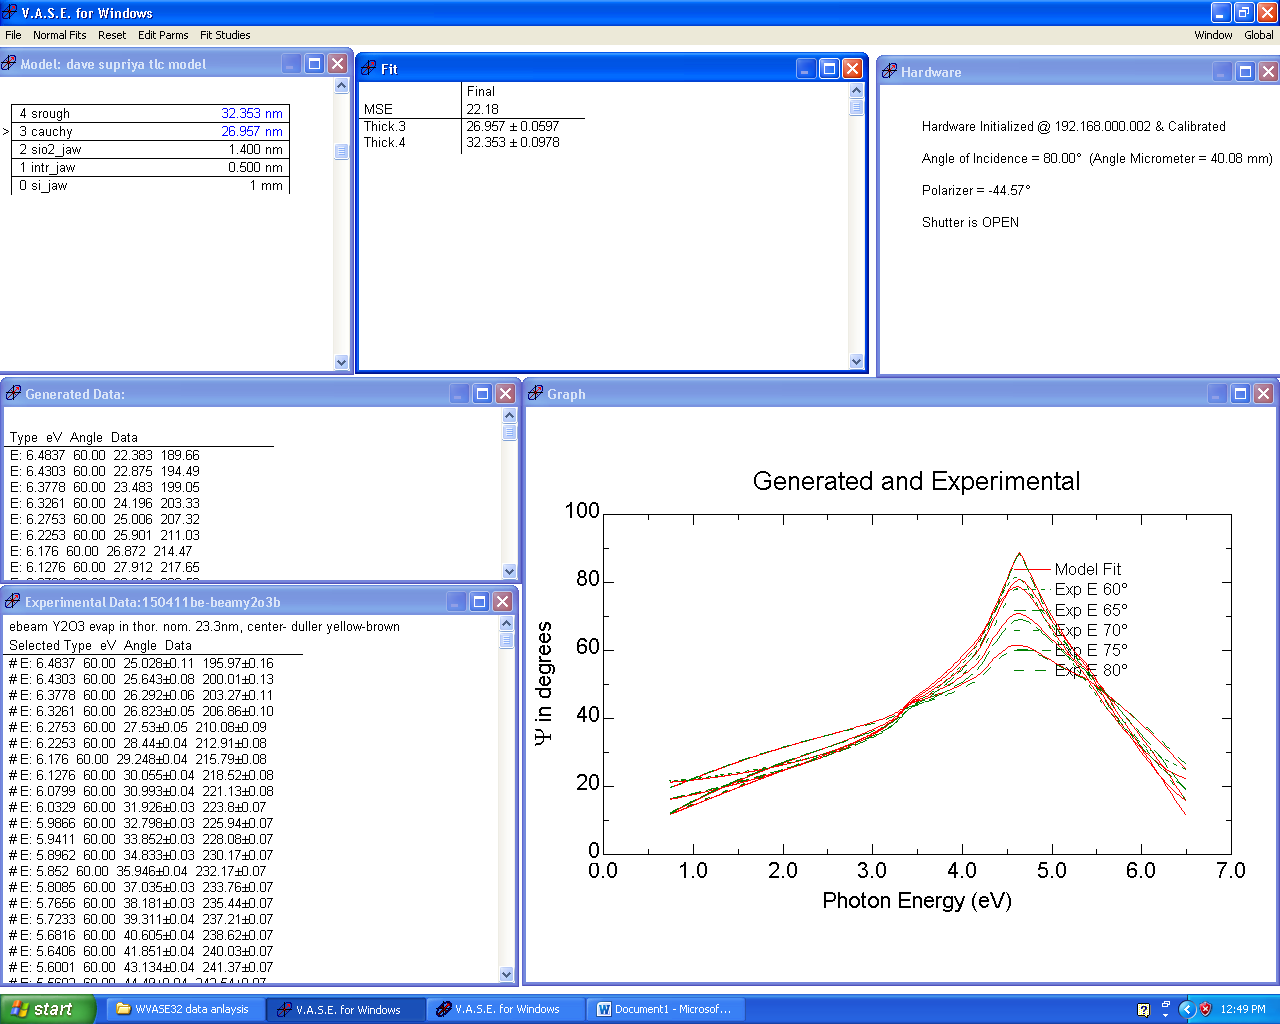 V.A.S.E. for Windows
File Normal Fits Reset Edit Parms Fit Studies Window Global
Model: dave supriya tlc model
4 srough 32.353 nm
> 3 cauchy 26.957 nm
2 sio2_jaw 1.400 nm
1 intr_jaw 0.500 nm
0 si_jaw 1 mm
Fit
Final
MSE 22.18
Thick.3 26.957 ± 0.0597
Thick.4 32.353 ± 0.0978
Hardware
Hardware Initialized @ 192.168.000.002 & Calibrated
Angle of Incidence = 80.00° (Angle Micrometer = 40.08 mm)
Polarizer = -44.57°
Shutter is OPEN
Generated Data:
Type eV Angle Data
E: 6.4837 60.00 22.383 189.66
E: 6.4303 60.00 22.875 194.49
E: 6.3778 60.00 23.483 199.05
E: 6.3261 60.00 24.196 203.33
E: 6.2753 60.00 25.006 207.32
E: 6.2253 60.00 25.901 211.03
E: 6.176 60.00 26.872 214.47
E: 6.1276 60.00 27.912 217.65
Experimental Data:150411be-beamy2o3b
ebeam Y2O3 evap in thor. nom. 23.3nm, center- duller yellow-brown
Selected Type eV Angle Data
# E: 6.4837 60.00 25.028±0.11 195.97±0.16
# E: 6.4303 60.00 25.643±0.08 200.01±0.13
# E: 6.3778 60.00 26.292±0.06 203.27±0.11
# E: 6.3261 60.00 26.823±0.05 206.86±0.10
# E: 6.2753 60.00 27.53±0.05 210.08±0.09
# E: 6.2253 60.00 28.44±0.04 212.91±0.08
# E: 6.176 60.00 29.248±0.04 215.79±0.08
# E: 6.1276 60.00 30.055±0.04 218.52±0.08
# E: 6.0799 60.00 30.993±0.04 221.13±0.08
# E: 6.0329 60.00 31.926±0.03 223.8±0.07
# E: 5.9866 60.00 32.798±0.03 225.94±0.07
# E: 5.9411 60.00 33.852±0.03 228.08±0.07
# E: 5.8962 60.00 34.833±0.03 230.17±0.07
# E: 5.852 60.00 35.946±0.04 232.17±0.07
# E: 5.8085 60.00 37.035±0.03 233.76±0.07
# E: 5.7656 60.00 38.181±0.03 235.44±0.07
# E: 5.7233 60.00 39.311±0.04 237.21±0.07
# E: 5.6816 60.00 40.605±0.04 238.62±0.07
# E: 5.6406 60.00 41.851±0.04 240.03±0.07
# E: 5.6001 60.00 43.134±0.04 241.37±0.07
Graph
Generated and Experimental
Ψ in degrees
100
80
60
40
20
0
0.0 1.0 2.0 3.0 4.0 5.0 6.0 7.0
Photon Energy (eV)
Model Fit
Exp E 60°
Exp E 65°
Exp E 70°
Exp E 75°
Exp E 80°
start WVASE32 data anlaysis V.A.S.E. for Windows V.A.S.E. for Windows Document1 - Microsof... 12:49 PM